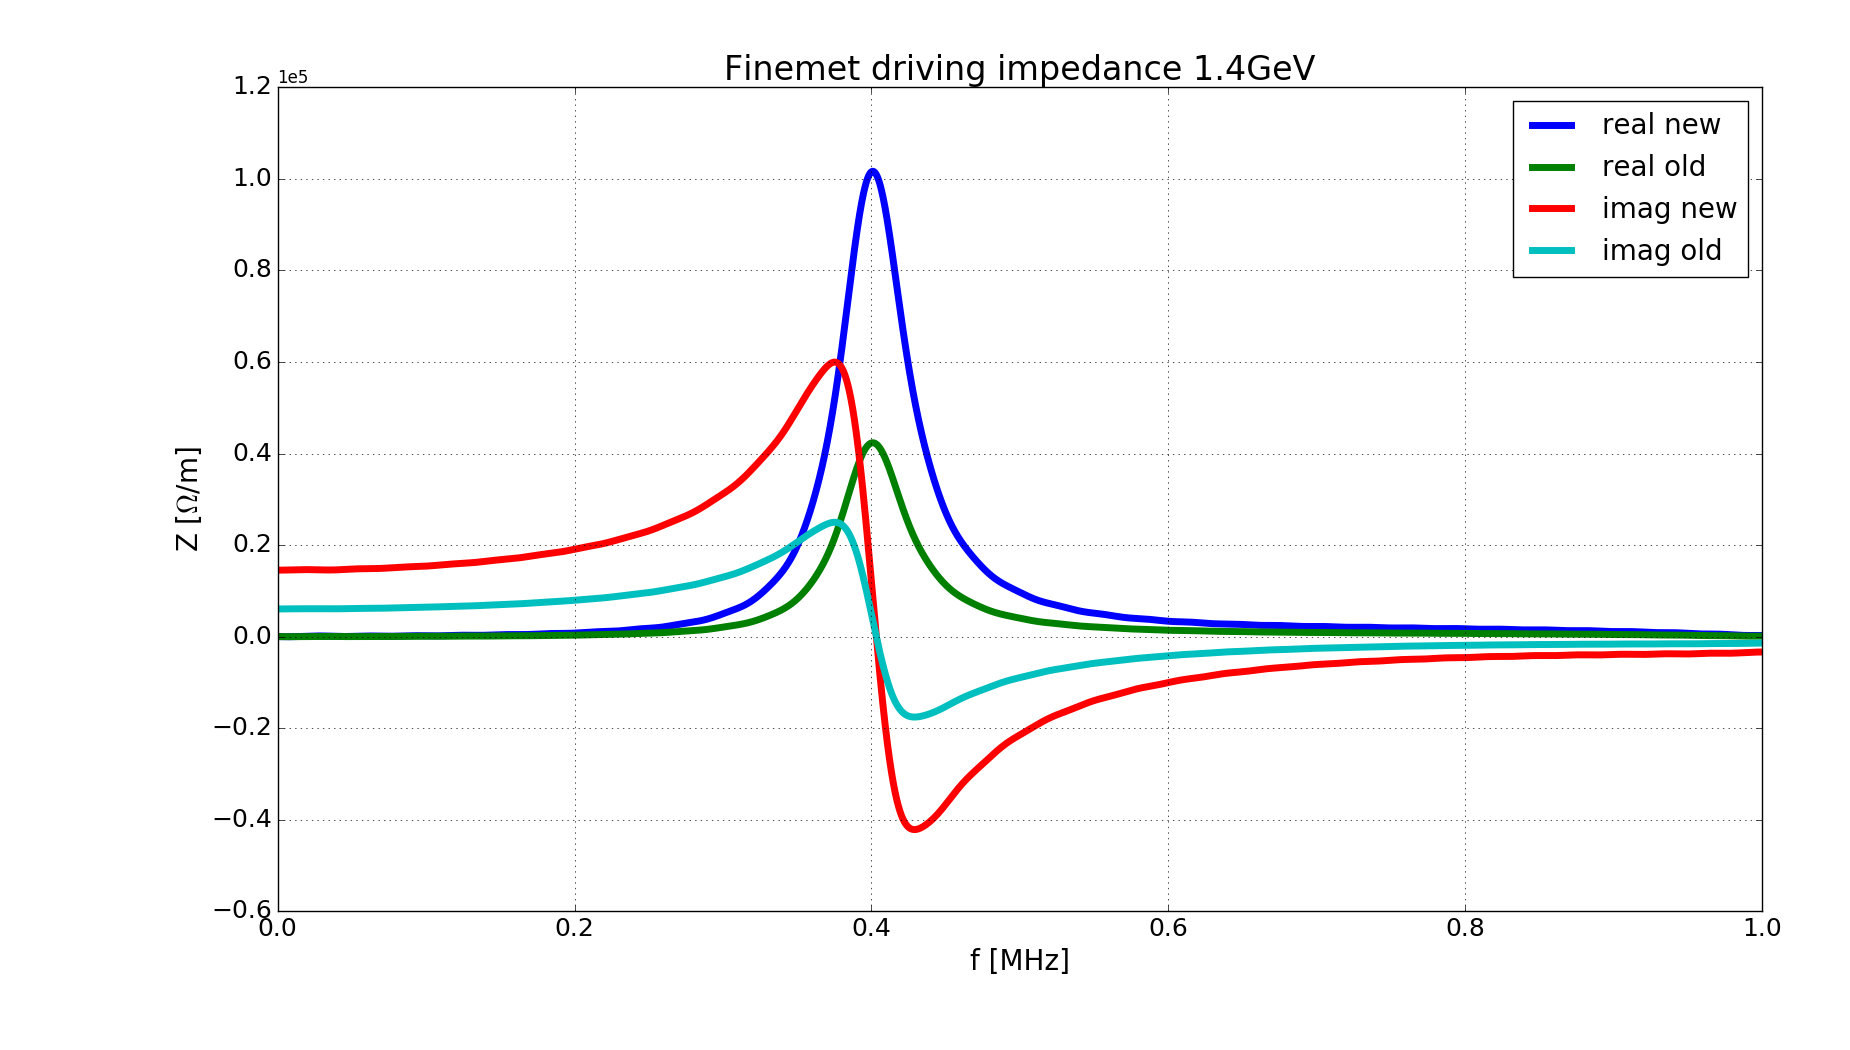 Finemet driving impedance 1.4GeV
1e5
1.2
1.0
0.8
0.6
0.4
0.2
0.0
−0.2
−0.4
−0.6
Z [Ω/m]
real new
real old
imag new
imag old
0.0 0.2 0.4 0.6 0.8 1.0
f [MHz]